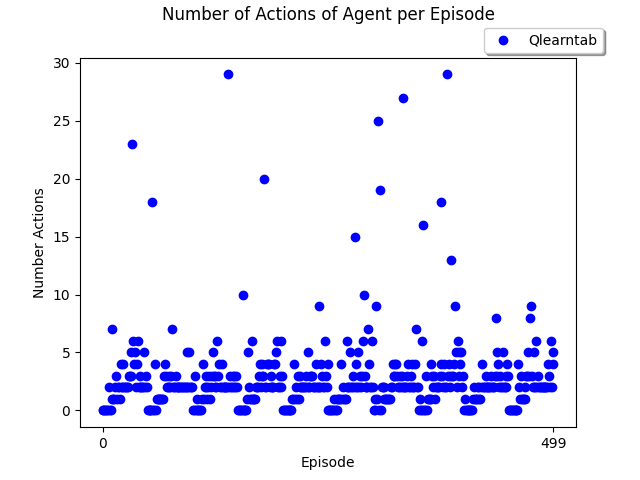 Number of Actions of Agent per Episode
Qlearntab
30
25
20
15
10
5
0
Number Actions
0
499
Episode